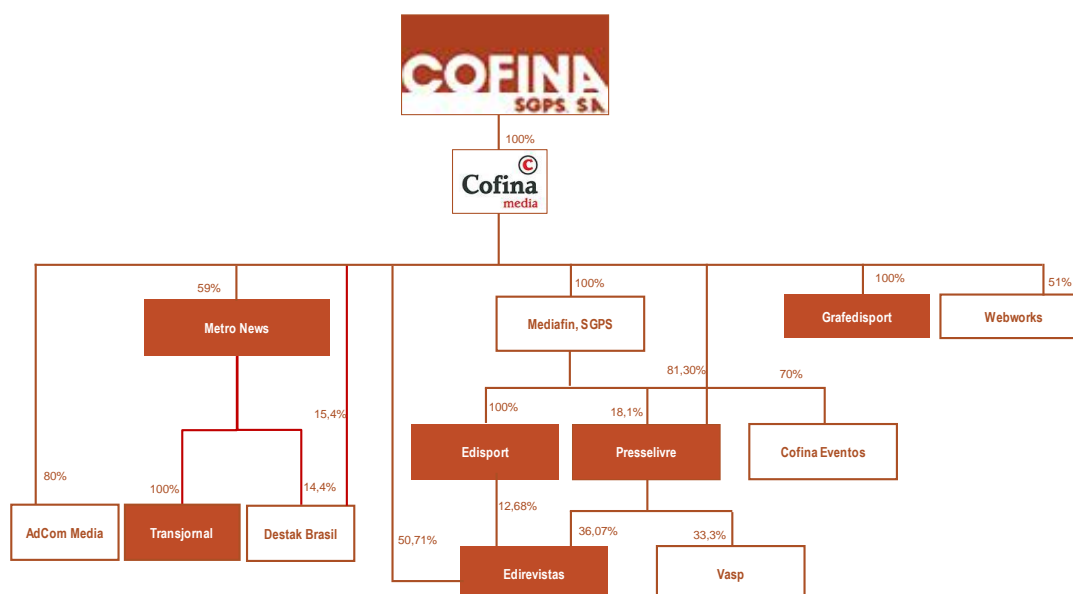 COFINA
SGPS, SA
100%
C
Cofina
media
59%
100%
100%
51%
Metro News
Mediafin, SGPS
Grafedisport
Webworks
81,30%
70%
15,4%
100%
18,1%
Edisport
Presselivre
Cofina Eventos
80%
100%
14,4%
12,68%
AdCom Media
Transjornal
Destak Brasil
50,71%
36,07%
33,3%
Edirevistas
Vasp